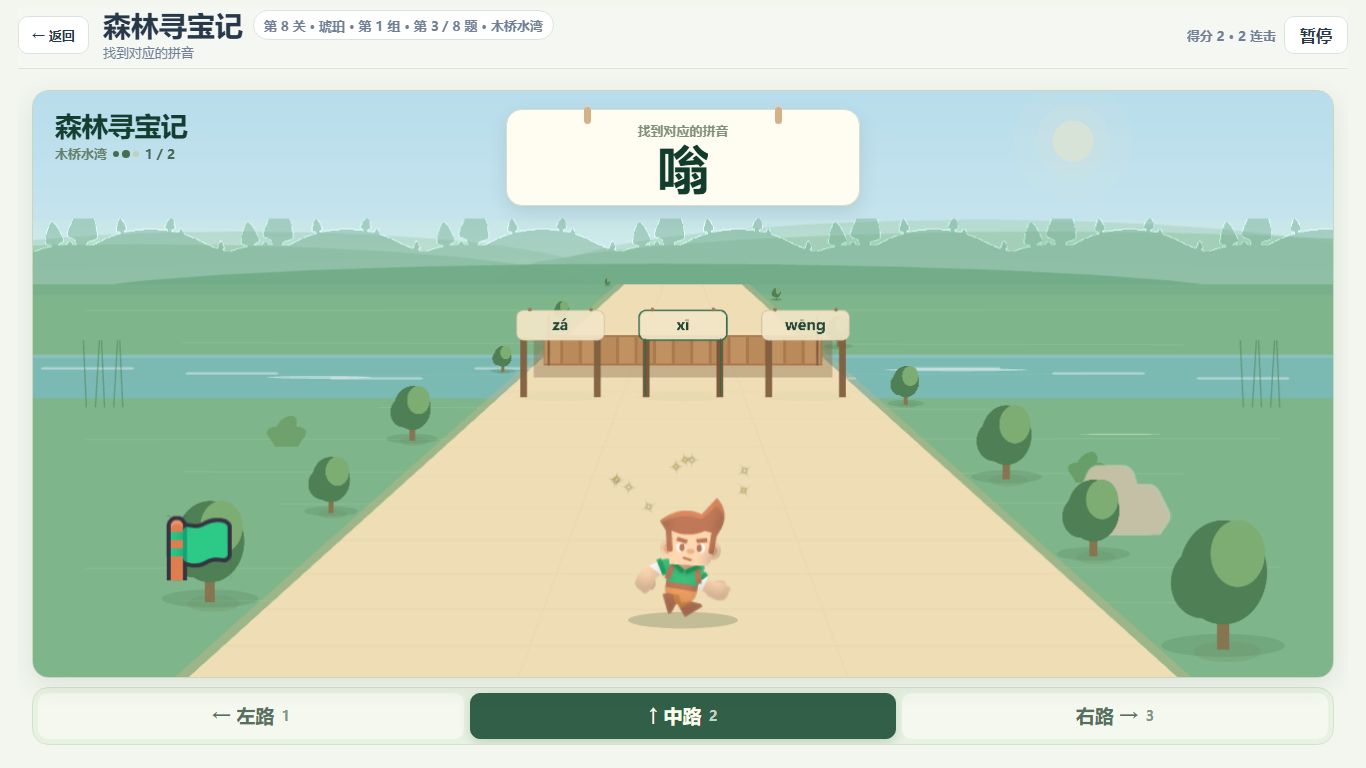 ← 返回
森林寻宝记
第 8 关 • 琥珀 • 第 1 组 • 第 3 / 8 题 • 木桥水湾
找到对应的拼音
得分 2 • 2 连击
暂停
森林寻宝记
木桥水湾 1 / 2
找到对应的拼音
嗡
zá
xī
wēng
← 左路 1
↑ 中路 2
右路 → 3